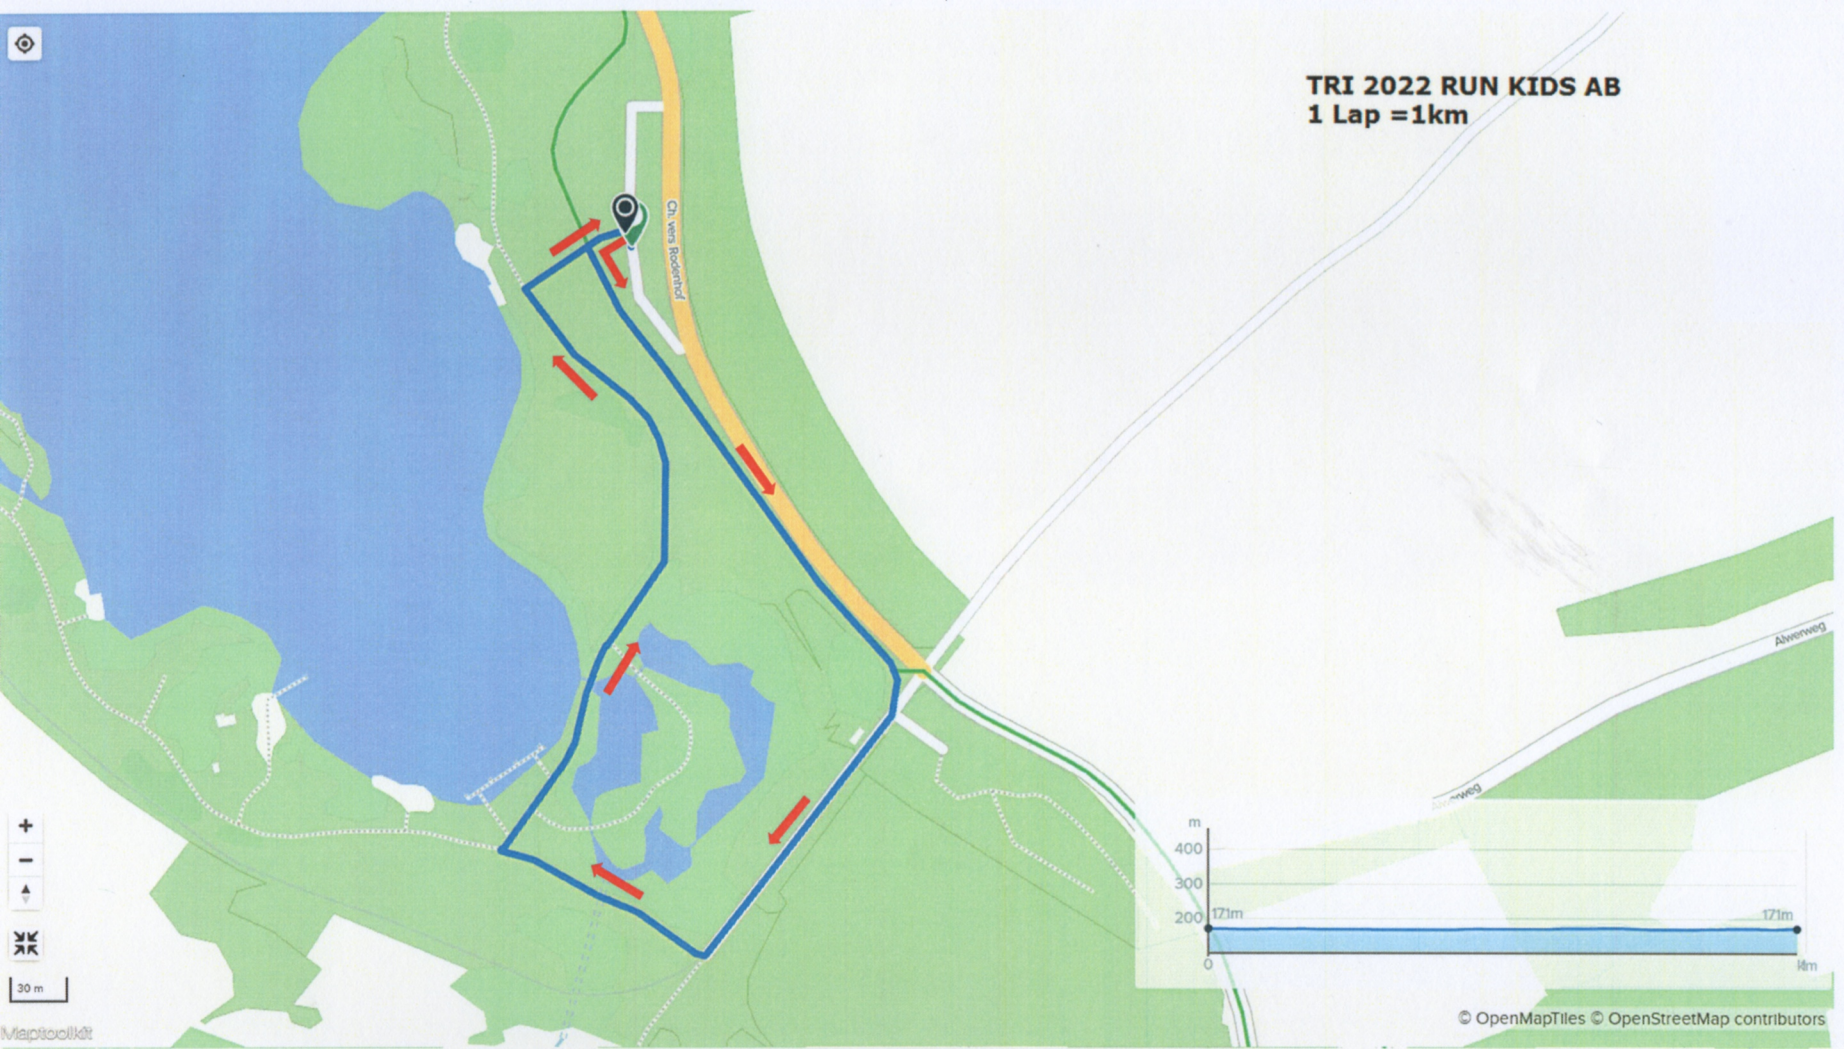 TRI 2022 RUN KIDS AB
1 Lap =1km
Ch. vers Rodenhof
Alwerweg
m
400
300
200
171m
171m
0
30 m
Maptoolkit
© OpenMapTiles © OpenStreetMap contributors